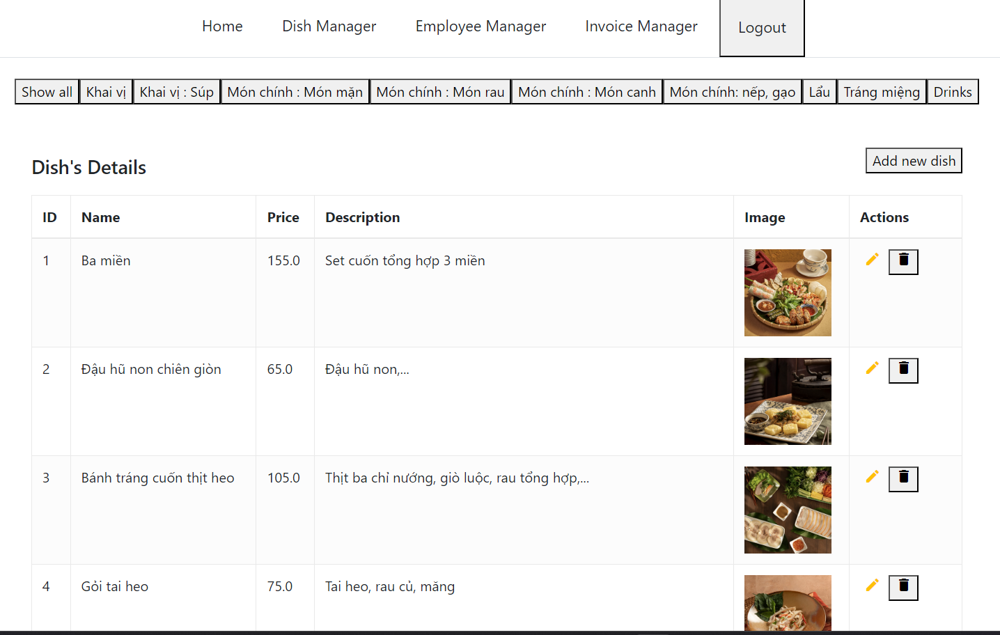 Home Dish Manager Employee Manager Invoice Manager Logout
Show all Khai vị Khai vị : Súp Món chính : Món mặn Món chính : Món rau Món chính : Món canh Món chính: nếp, gạo Lẩu Tráng miệng Drinks
Dish's Details Add new dish
ID Name Price Description Image Actions
1 Ba miền 155.0 Set cuốn tổng hợp 3 miền
2 Đậu hũ non chiên giòn 65.0 Đậu hũ non,...
3 Bánh tráng cuốn thịt heo 105.0 Thịt ba chỉ nướng, giò luộc, rau tổng hợp,...
4 Gỏi tai heo 75.0 Tai heo, rau củ, măng